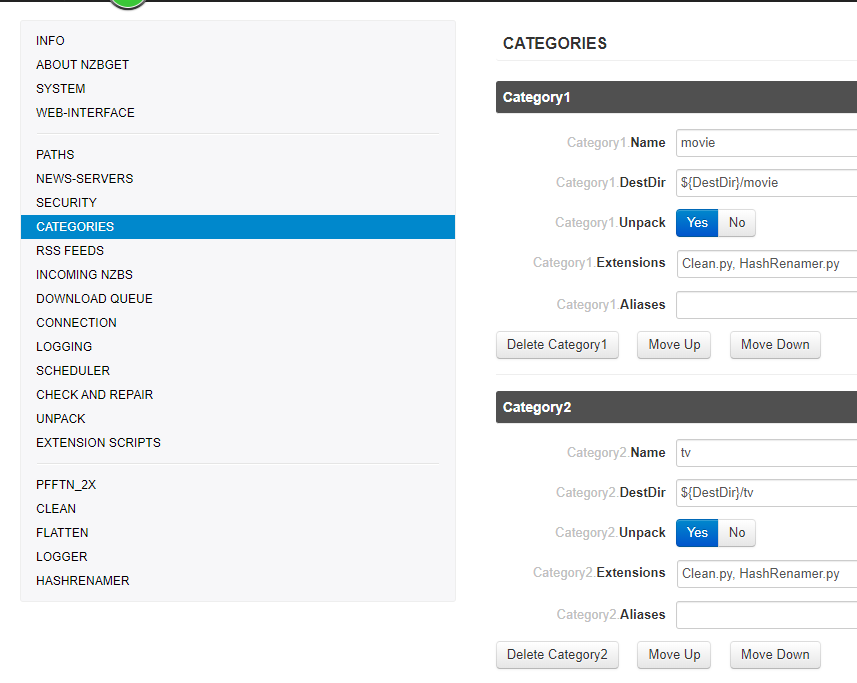 INFO
ABOUT NZBGET
SYSTEM
WEB-INTERFACE
PATHS
NEWS-SERVERS
SECURITY
CATEGORIES
RSS FEEDS
INCOMING NZBS
DOWNLOAD QUEUE
CONNECTION
LOGGING
SCHEDULER
CHECK AND REPAIR
UNPACK
EXTENSION SCRIPTS
PFFTN_2X
CLEAN
FLATTEN
LOGGER
HASHRENAMER
CATEGORIES
Category1
Category1.Name movie
Category1.DestDir ${DestDir}/movie
Category1.Unpack Yes No
Category1.Extensions Clean.py, HashRenamer.py
Category1.Aliases
Delete Category1 Move Up Move Down
Category2
Category2.Name tv
Category2.DestDir ${DestDir}/tv
Category2.Unpack Yes No
Category2.Extensions Clean.py, HashRenamer.py
Category2.Aliases
Delete Category2 Move Up Move Down